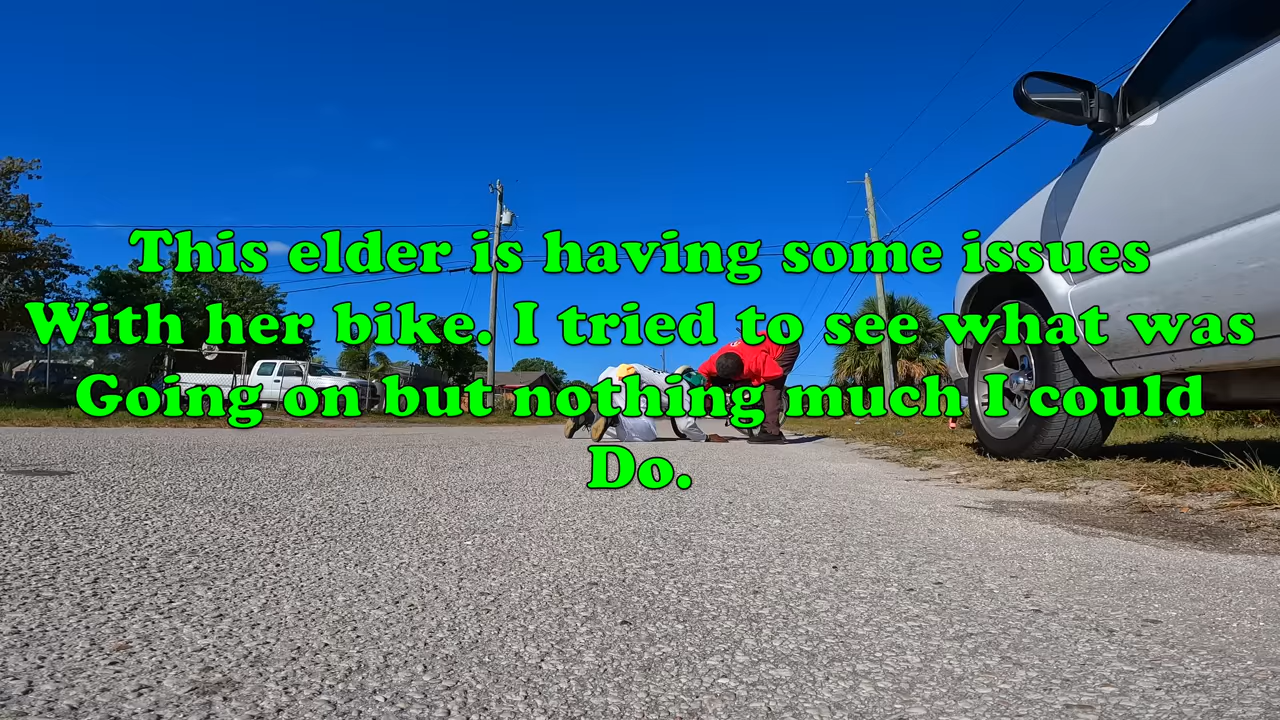 This elder is having some issues
With her bike. I tried to see what was
Going on but nothing much I could
Do.